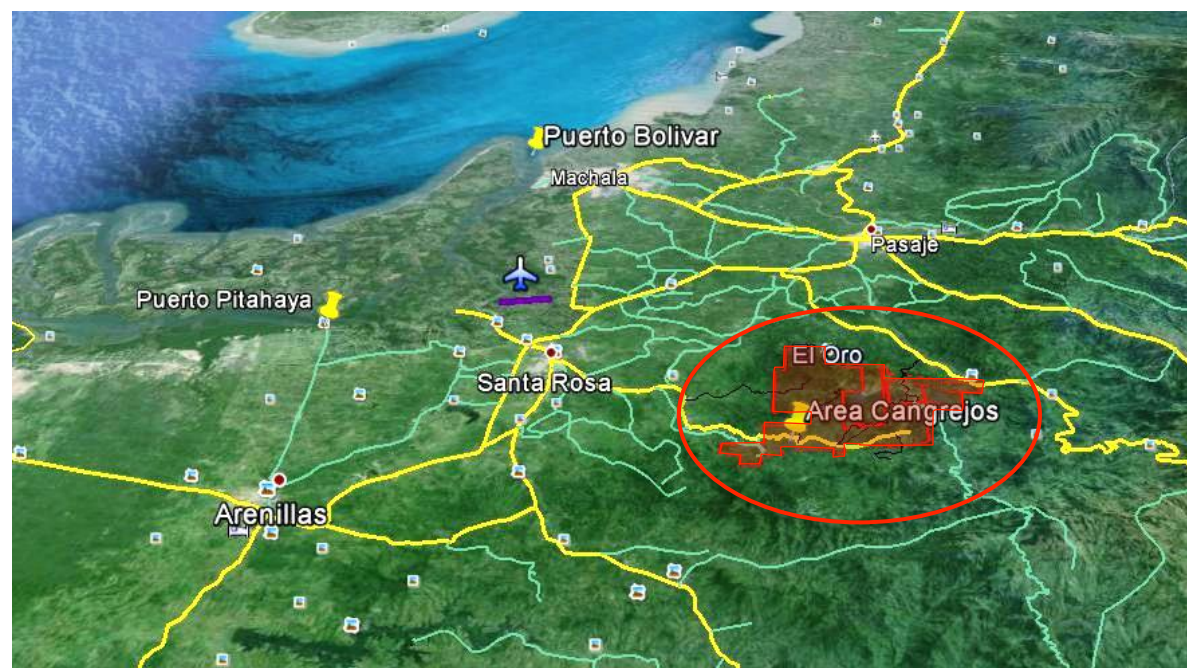 Puerto Bolivar
Machala
Pasaje
Puerto Pitahaya
El Oro
Santa Rosa
Area Cangrejos
Arenillas